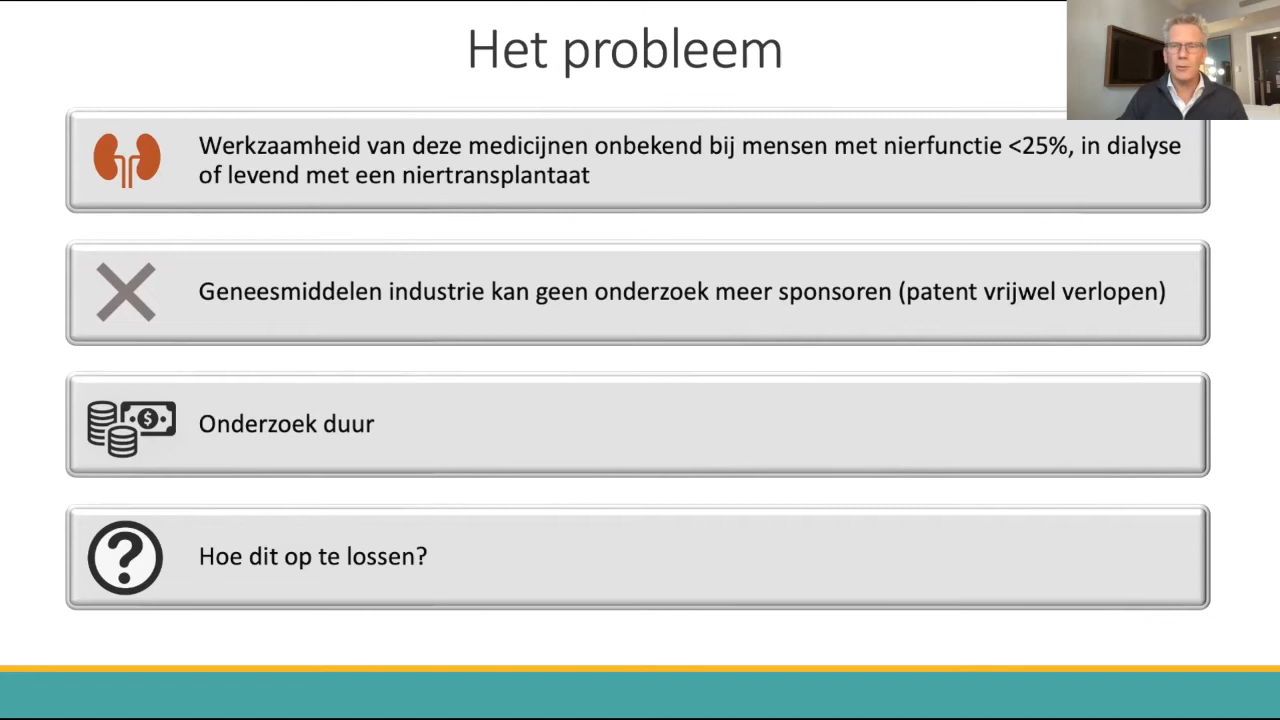 Het probleem
Werkzaamheid van deze medicijnen onbekend bij mensen met nierfunctie <25%, in dialyse
of levend met een niertransplantaat
Geneesmiddelen industrie kan geen onderzoek meer sponsoren (patent vrijwel verlopen)
Onderzoek duur
Hoe dit op te lossen?